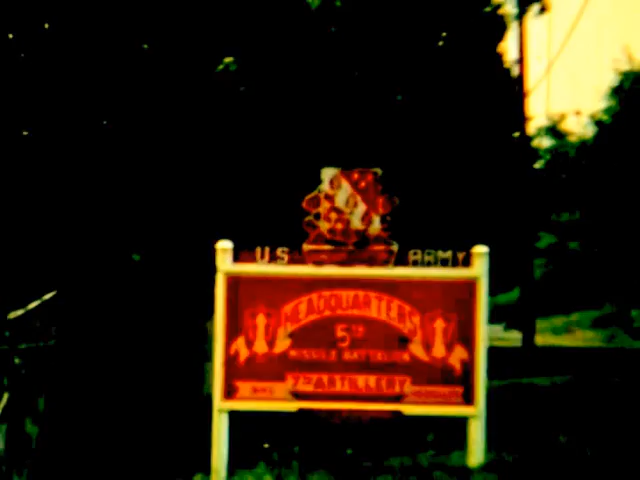 U.S. ARMY
HEADQUARTERS
5TH
MISSILE BATTALION
7TH ARTILLERY